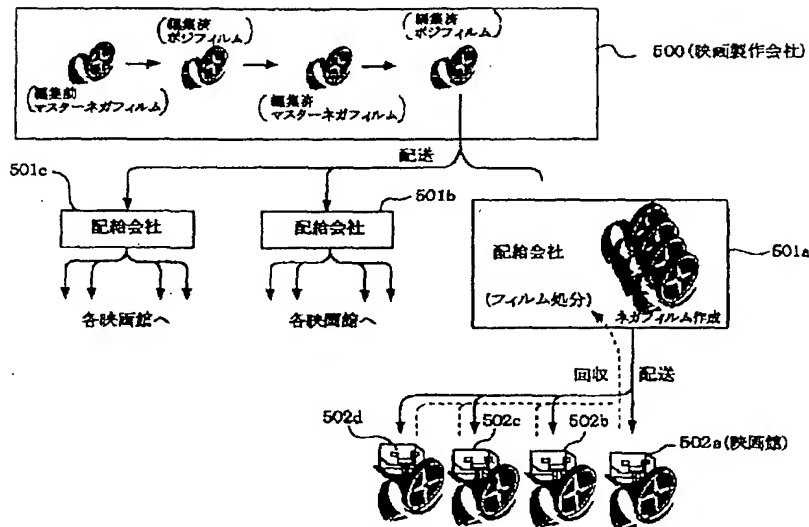 (編集済
ポジフィルム)
(編集済
ポジフィルム)
500(映画製作会社)
(編集前
マスターネガフィルム)
(編集済
マスターネガフィルム)
配送
501c
501b
配給会社
配給会社
501a
配給会社
(フィルム処分)
ネガフィルム作成
各映画館へ
各映画館へ
回収
配送
502d
502c
502b
502a(映画館)